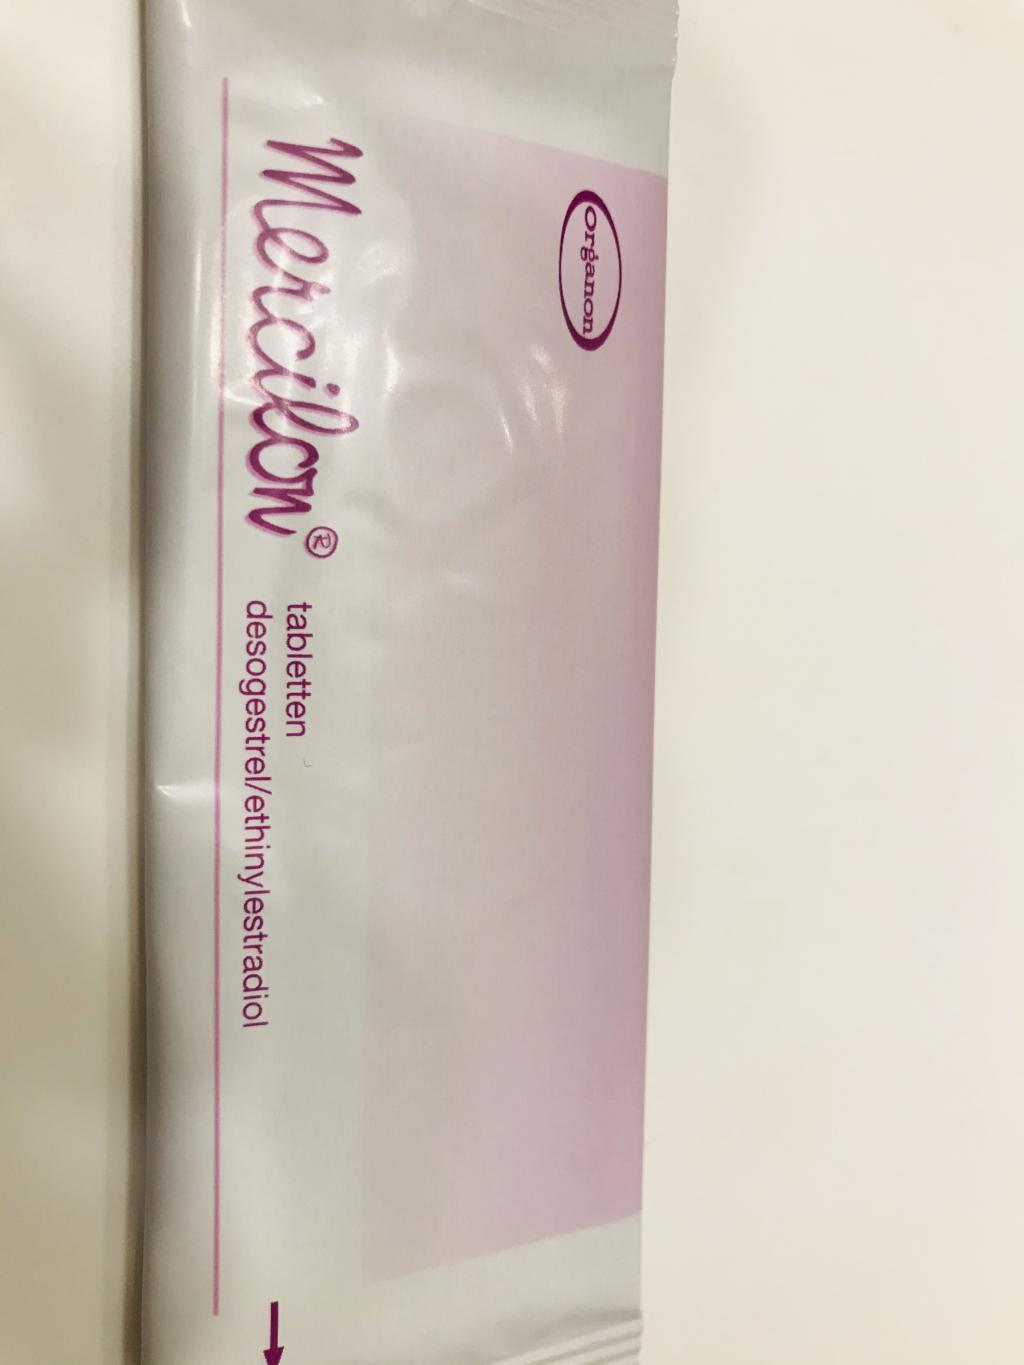 Organon
Mercilon®
tabletten
desogestrel/ethinylestradiol